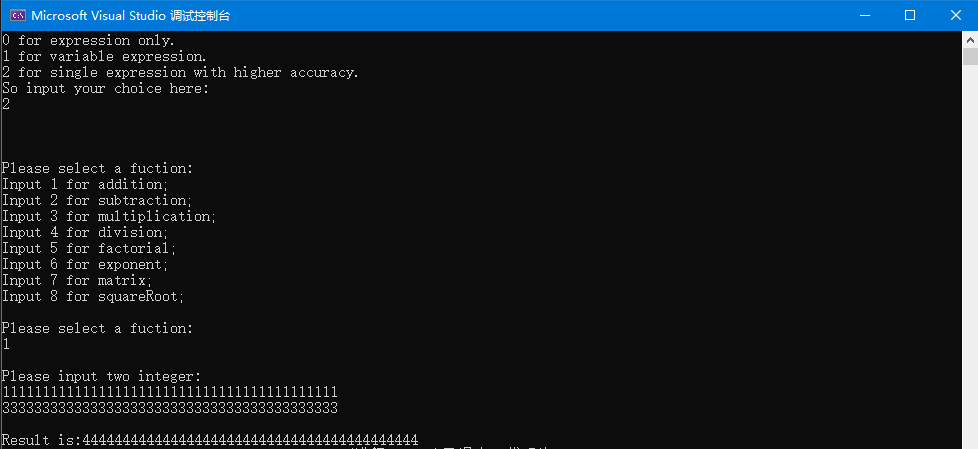 Microsoft Visual Studio 调试控制台
0 for expression only.
1 for variable expression.
2 for single expression with higher accuracy.
So input your choice here:
2
Please select a fuction:
Input 1 for addition;
Input 2 for subtraction;
Input 3 for multiplication;
Input 4 for division;
Input 5 for factorial;
Input 6 for exponent;
Input 7 for matrix;
Input 8 for squareRoot;
Please select a fuction:
1
Please input two integer:
111111111111111111111111111111111111111111
333333333333333333333333333333333333333333
Result is:444444444444444444444444444444444444444444